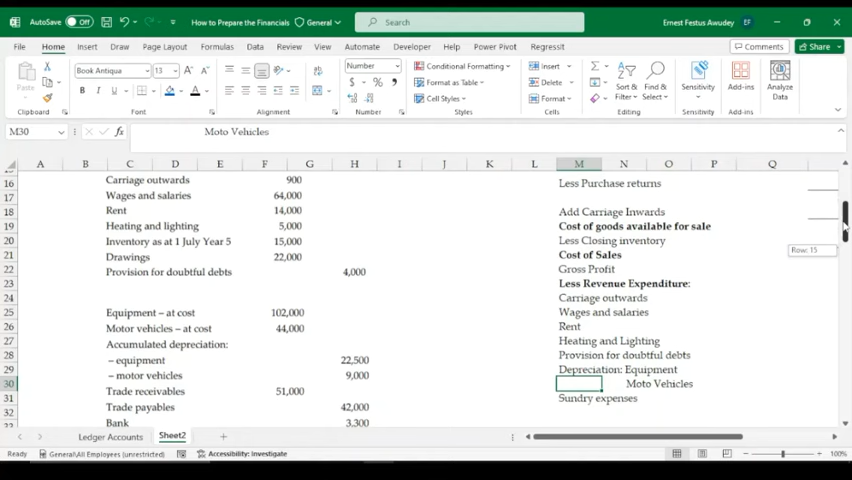 AutoSave Off How to Prepare the Financials General Search Ernest Festus Awudey EF
File Home Insert Draw Page Layout Formulas Data Review View Automate Developer Help Power Pivot Regressit Comments Share
Paste Book Antiqua 13 Number Conditional Formatting Format as Table Cell Styles Insert Delete Format Sort & Filter Find & Select Sensitivity Add-ins Analyze Data
Clipboard Font Alignment Number Styles Cells Editing Sensitivity Add-ins
M30 fx Moto Vehicles
A B C D E F G H I J K L M N O P Q
16 Carriage outwards 900 Less Purchase returns
17 Wages and salaries 64,000
18 Rent 14,000 Add Carriage Inwards
19 Heating and lighting 5,000 Cost of goods available for sale
20 Inventory as at 1 July Year 5 15,000 Less Closing inventory
21 Drawings 22,000 Cost of Sales
22 Provision for doubtful debts 4,000 Gross Profit
23 Less Revenue Expenditure:
24 Carriage outwards
25 Equipment – at cost 102,000 Wages and salaries
26 Motor vehicles – at cost 44,000 Rent
27 Accumulated depreciation: Heating and Lighting
28 – equipment 22,500 Provision for doubtful debts
29 – motor vehicles 9,000 Depreciation: Equipment
30 Trade receivables 51,000 Moto Vehicles
31 Trade payables 42,000 Sundry expenses
32 Bank 3,300
Row: 15
Ledger Accounts Sheet2
Ready General\All Employees (unrestricted) Accessibility: Investigate 100%